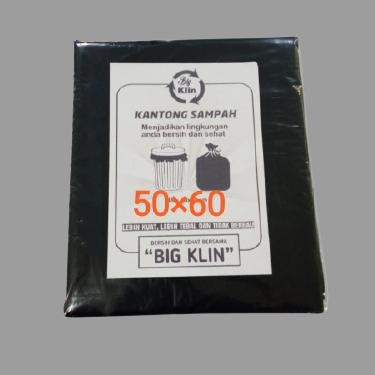 By
Klin
KANTONG SAMPAH
Menjadikan lingkungan
anda bersih dan sehat
50×60
LEBIH KUAT, LEBIH TEBAL DAN TIDAK BERBAU
BERSIH DAN SEHAT BERSAMA
“BIG KLIN”